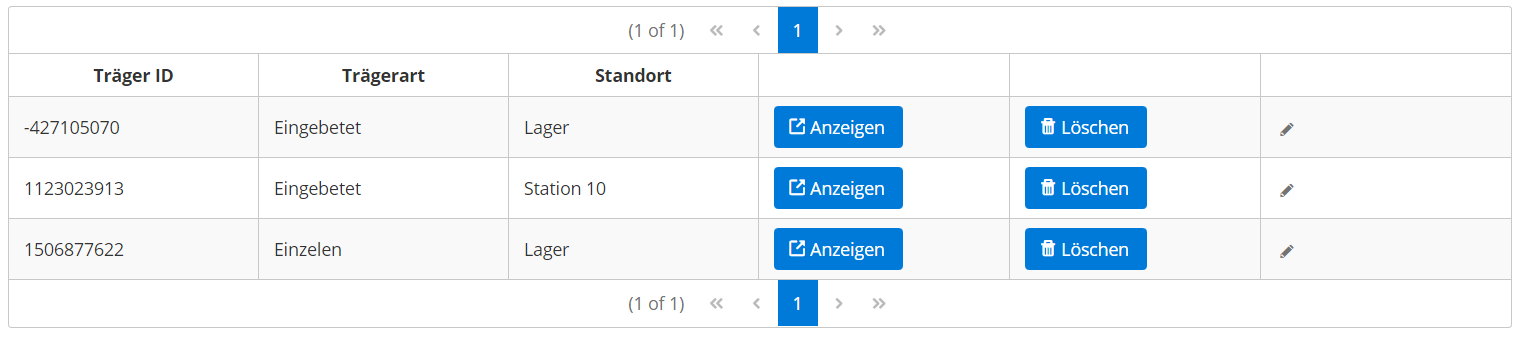 (1 of 1) 1
Träger ID Trägerart Standort
-427105070 Eingebetet Lager Anzeigen Löschen
1123023913 Eingebetet Station 10 Anzeigen Löschen
1506877622 Einzelen Lager Anzeigen Löschen
(1 of 1) 1